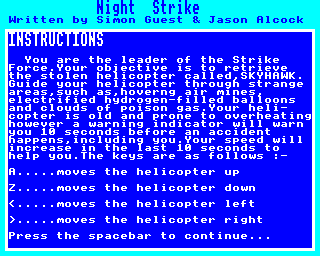 Night Strike
Written by Simon Guest & Jason Alcock
INSTRUCTIONS
You are the leader of the Strike
Force.Your objective is to retrieve
the stolen helicopter called,SKYHAWK.
Guide your helicopter through strange
areas,such as,hovering air mines,
electrified hydrogen-filled balloons
and clouds of poison gas.Your heli-
copter is old and prone to overheating
however a warning indicator will warn
you 10 seconds before an accident
happens,including you.Your speed will
increase in the last 10 seconds to
help you.The keys are as follows :-
A.....moves the helicopter up
Z.....moves the helicopter down
<.....moves the helicopter left
>.....moves the helicopter right
Press the spacebar to continue...